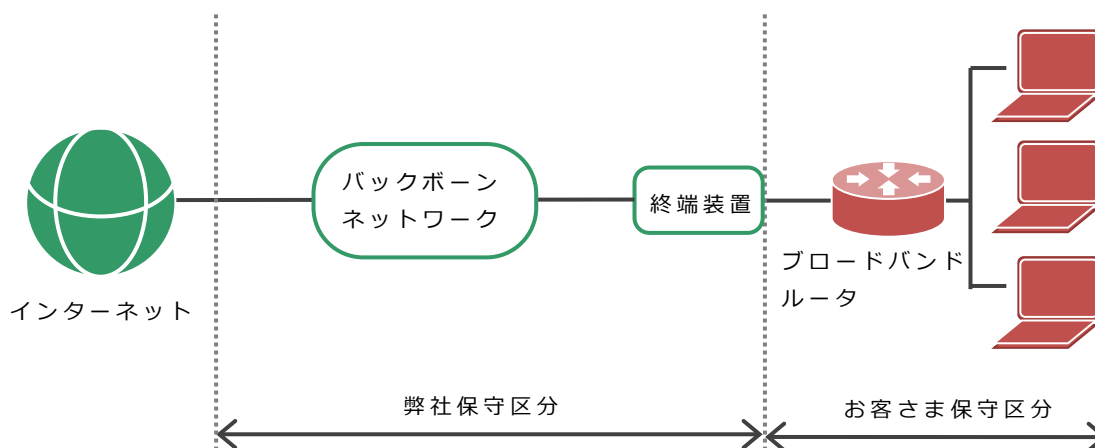 バックボーン
ネットワーク
終端装置
ブロードバンド
ルータ
インターネット
弊社保守区分
お客さま保守区分